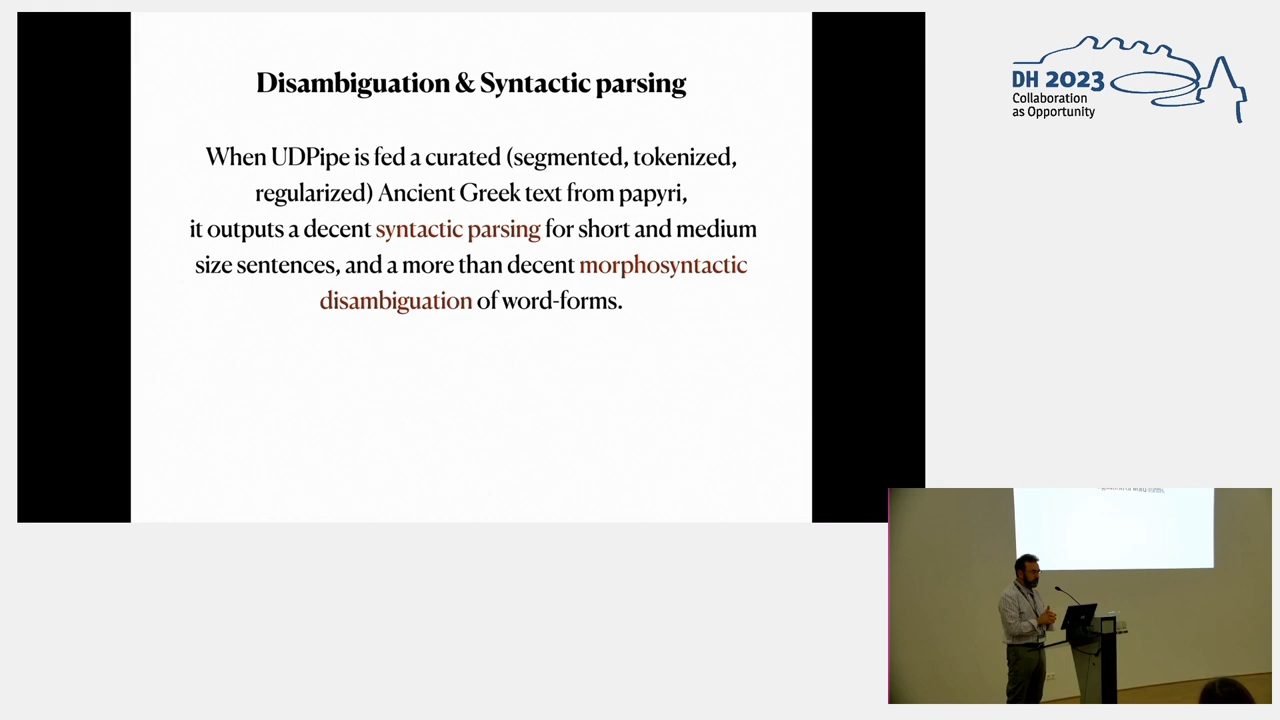 Disambiguation & Syntactic parsing
When UDPipe is fed a curated (segmented, tokenized,
regularized) Ancient Greek text from papyri,
it outputs a decent syntactic parsing for short and medium
size sentences, and a more than decent morphosyntactic
disambiguation of word-forms.
DH 2023
Collaboration
as Opportunity